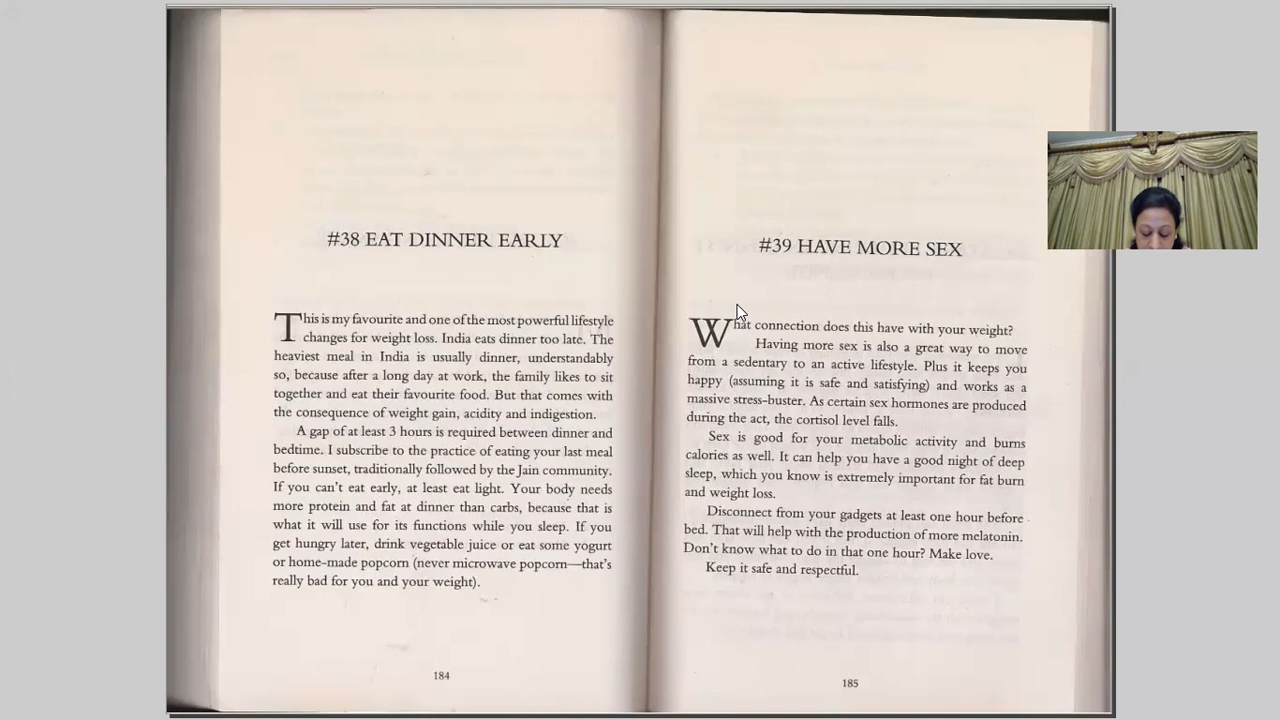 #38 EAT DINNER EARLY
This is my favourite and one of the most powerful lifestyle
changes for weight loss. India eats dinner too late. The
heaviest meal in India is usually dinner, understandably
so, because after a long day at work, the family likes to sit
together and eat their favourite food. But that comes with
the consequence of weight gain, acidity and indigestion.
A gap of at least 3 hours is required between dinner and
bedtime. I subscribe to the practice of eating your last meal
before sunset, traditionally followed by the Jain community.
If you can't eat early, at least eat light. Your body needs
more protein and fat at dinner than carbs, because that is
what it will use for its functions while you sleep. If you
get hungry later, drink vegetable juice or eat some yogurt
or home-made popcorn (never microwave popcorn—that's
really bad for you and your weight).
184
#39 HAVE MORE SEX
What connection does this have with your weight?
Having more sex is also a great way to move
from a sedentary to an active lifestyle. Plus it keeps you
happy (assuming it is safe and satisfying) and works as a
massive stress-buster. As certain sex hormones are produced
during the act, the cortisol level falls.
Sex is good for your metabolic activity and burns
calories as well. It can help you have a good night of deep
sleep, which you know is extremely important for fat burn
and weight loss.
Disconnect from your gadgets at least one hour before
bed. That will help with the production of more melatonin.
Don't know what to do in that one hour? Make love.
Keep it safe and respectful.
185